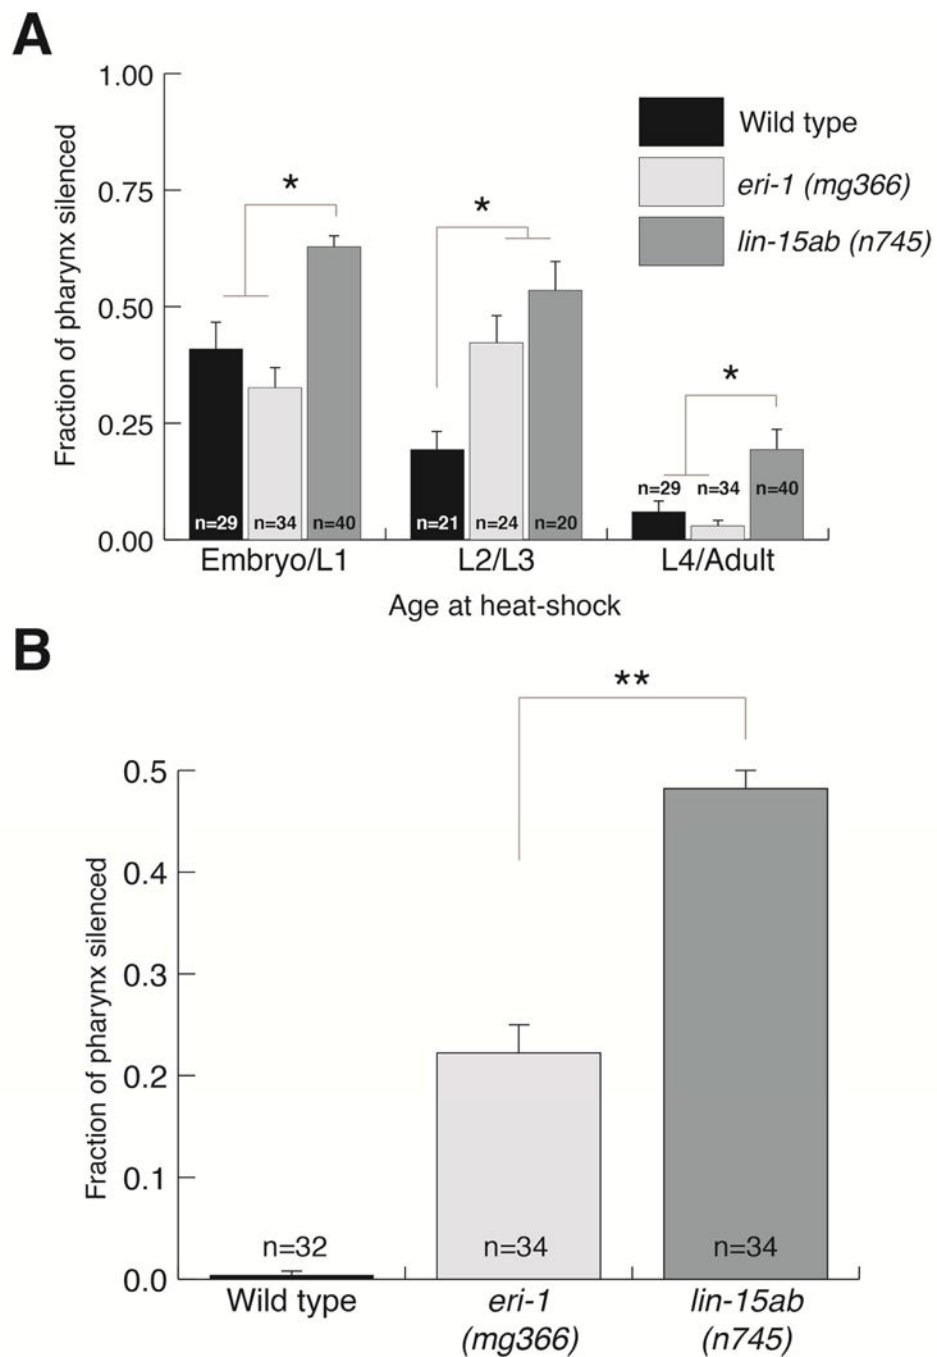 A
1.00
0.75
0.50
0.25
0.00
Fraction of pharynx silenced
*
*
*
Wild type
eri-1 (mg366)
lin-15ab (n745)
n=29 n=34 n=40
n=21 n=24 n=20
n=29 n=34 n=40
Embryo/L1 L2/L3 L4/Adult
Age at heat-shock
B
**
0.5
0.4
0.3
0.2
0.1
0.0
Fraction of pharynx silenced
n=32 n=34 n=34
Wild type
eri-1
(mg366)
lin-15ab
(n745)